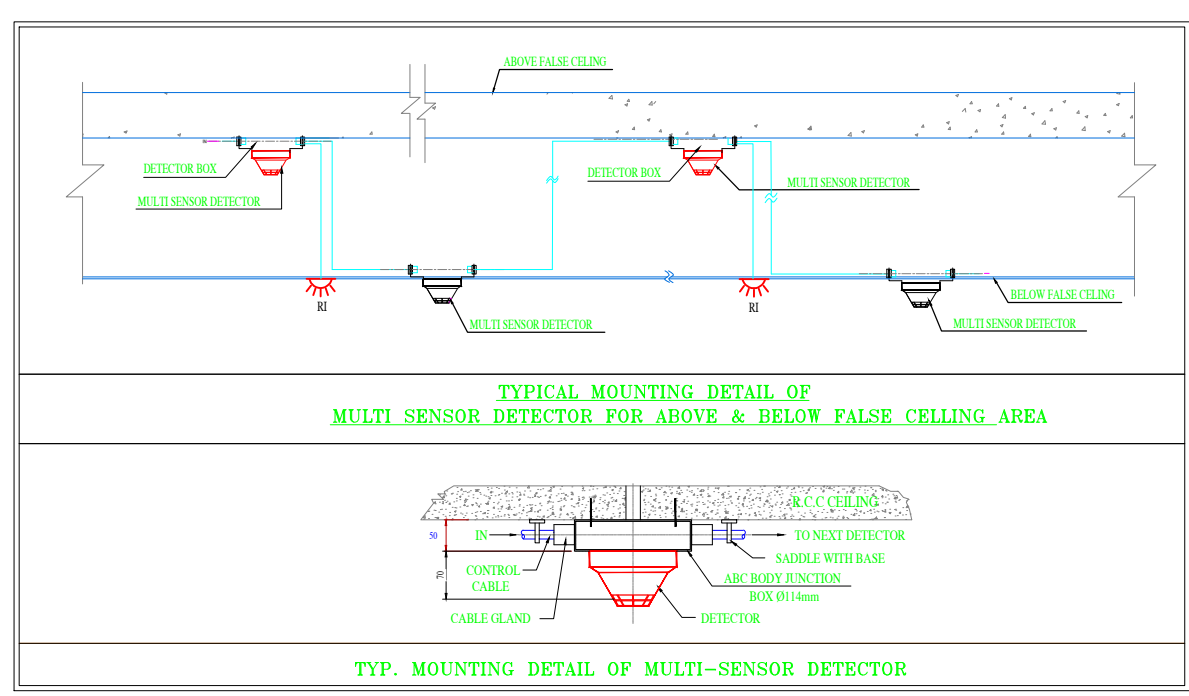 ABOVE FALSE CELING
DETECTOR BOX
MULTI SENSOR DETECTOR
DETECTOR BOX
MULTI SENSOR DETECTOR
RI
MULTI SENSOR DETECTOR
RI
BELOW FALSE CELING
MULTI SENSOR DETECTOR
TYPICAL MOUNTING DETAIL OF
MULTI SENSOR DETECTOR FOR ABOVE & BELOW FALSE CELLING AREA
R.C.C CEILING
50
IN
TO NEXT DETECTOR
SADDLE WITH BASE
70
CONTROL
CABLE
ABC BODY JUNCTION
BOX Ø114mm
CABLE GLAND
DETECTOR
TYP. MOUNTING DETAIL OF MULTI-SENSOR DETECTOR